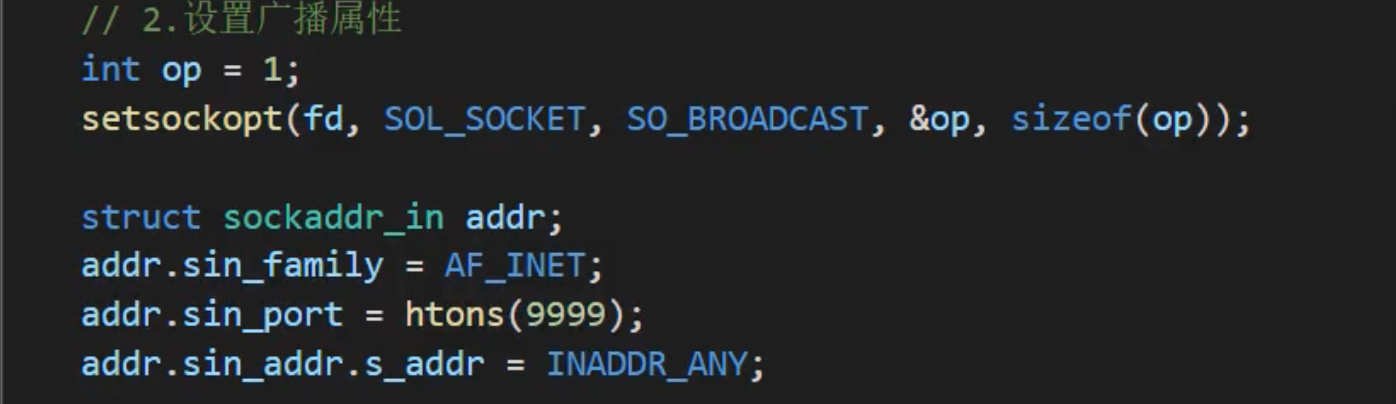 // 2.设置广播属性
int op = 1;
setsockopt(fd, SOL_SOCKET, SO_BROADCAST, &op, sizeof(op));
struct sockaddr_in addr;
addr.sin_family = AF_INET;
addr.sin_port = htons(9999);
addr.sin_addr.s_addr = INADDR_ANY;